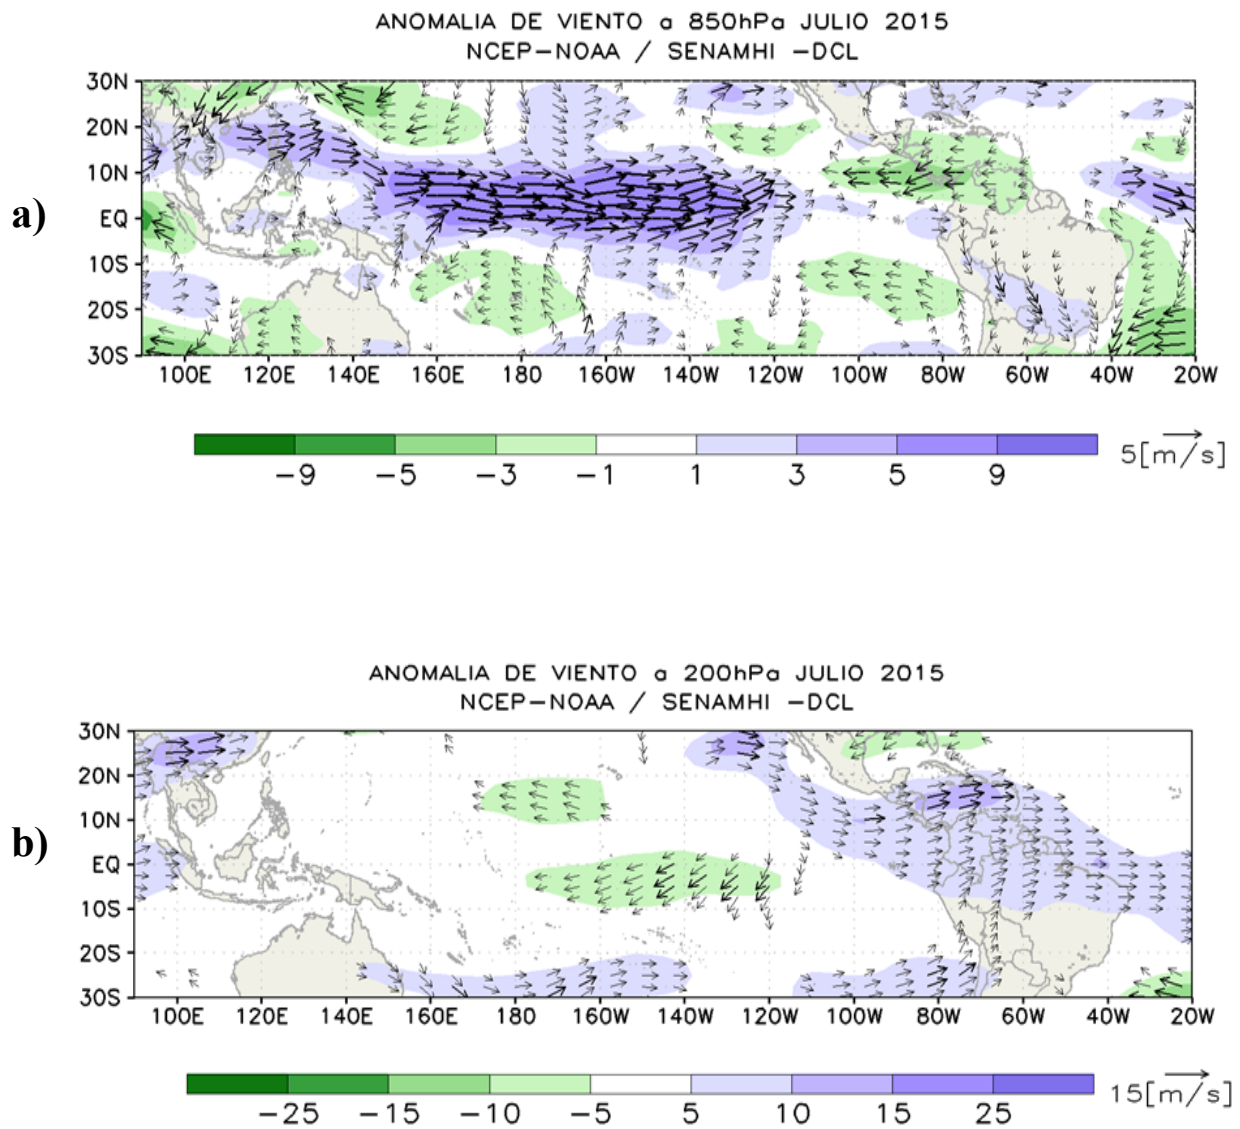 ANOMALIA DE VIENTO a 850hPa JULIO 2015
NCEP-NOAA / SENAMHI -DCL
a)
30N
20N
10N
EQ
10S
20S
30S
100E 120E 140E 160E 180 160W 140W 120W 100W 80W 60W 40W 20W
-9 -5 -3 -1 1 3 5 9
5[m/s]
ANOMALIA DE VIENTO a 200hPa JULIO 2015
NCEP-NOAA / SENAMHI -DCL
b)
30N
20N
10N
EQ
10S
20S
30S
100E 120E 140E 160E 180 160W 140W 120W 100W 80W 60W 40W 20W
-25 -15 -10 -5 5 10 15 25
15[m/s]